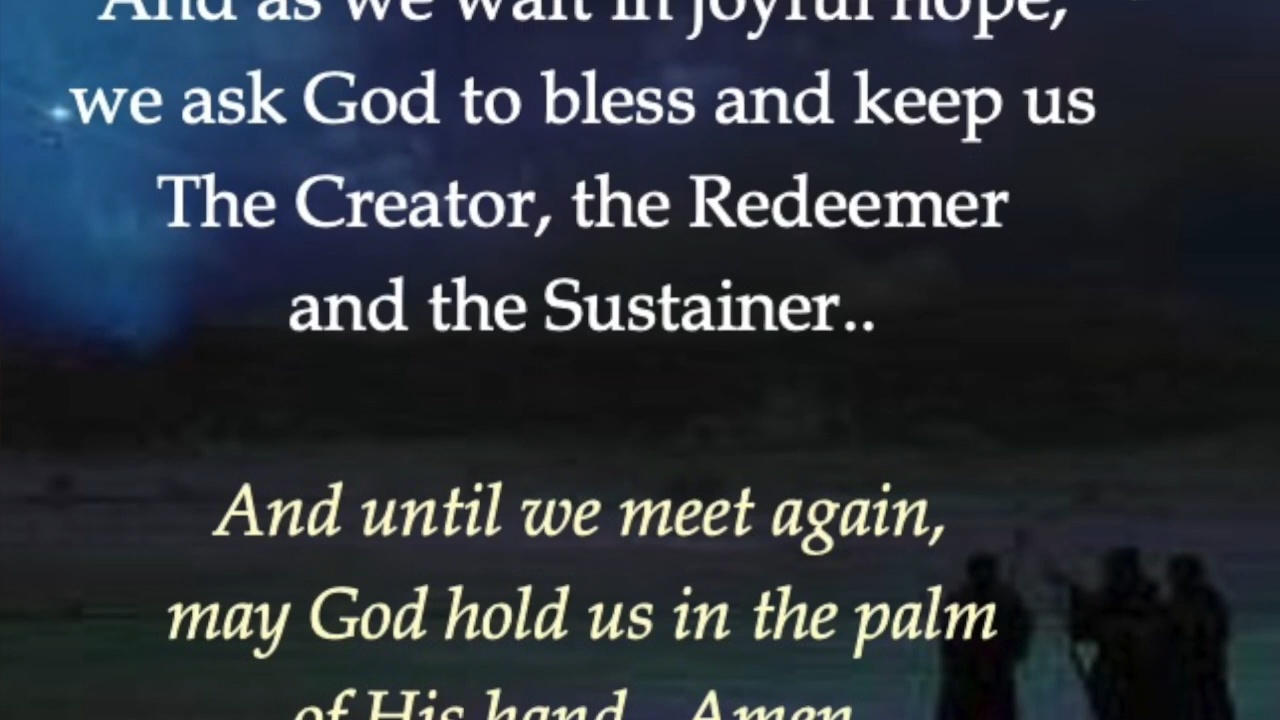 And as we wait in joyful hope,
we ask God to bless and keep us
The Creator, the Redeemer
and the Sustainer..
And until we meet again,
may God hold us in the palm
of His hand. Amen